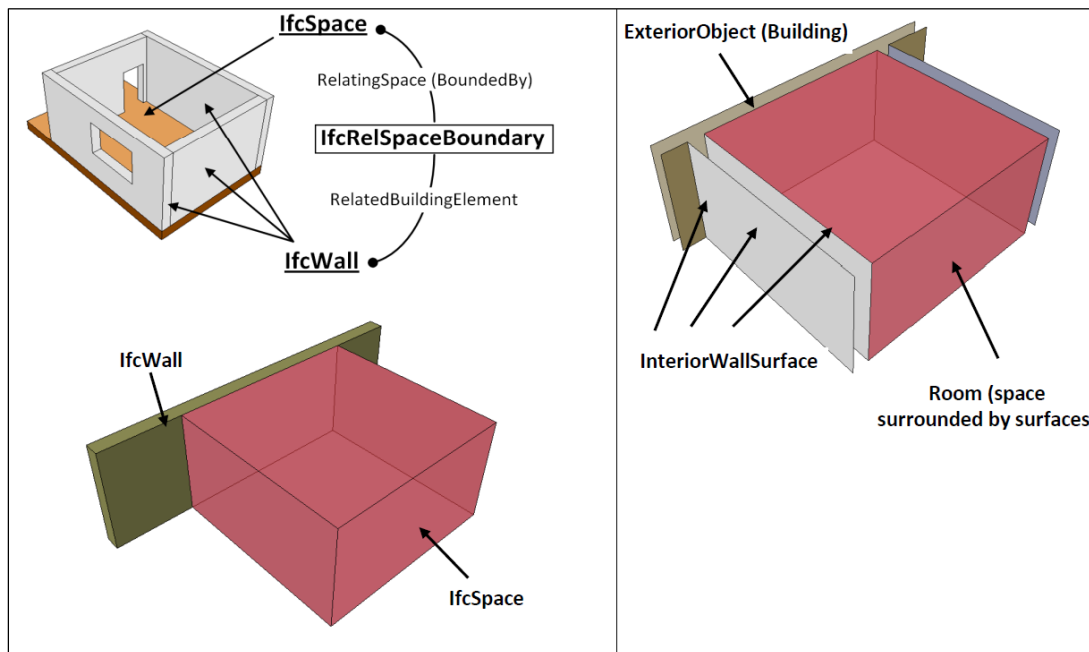 IfcSpace
RelatingSpace (BoundedBy)
IfcRelSpaceBoundary
RelatedBuildingElement
IfcWall
IfcWall
IfcSpace
ExteriorObject (Building)
InteriorWallSurface
Room (space
surrounded by surfaces